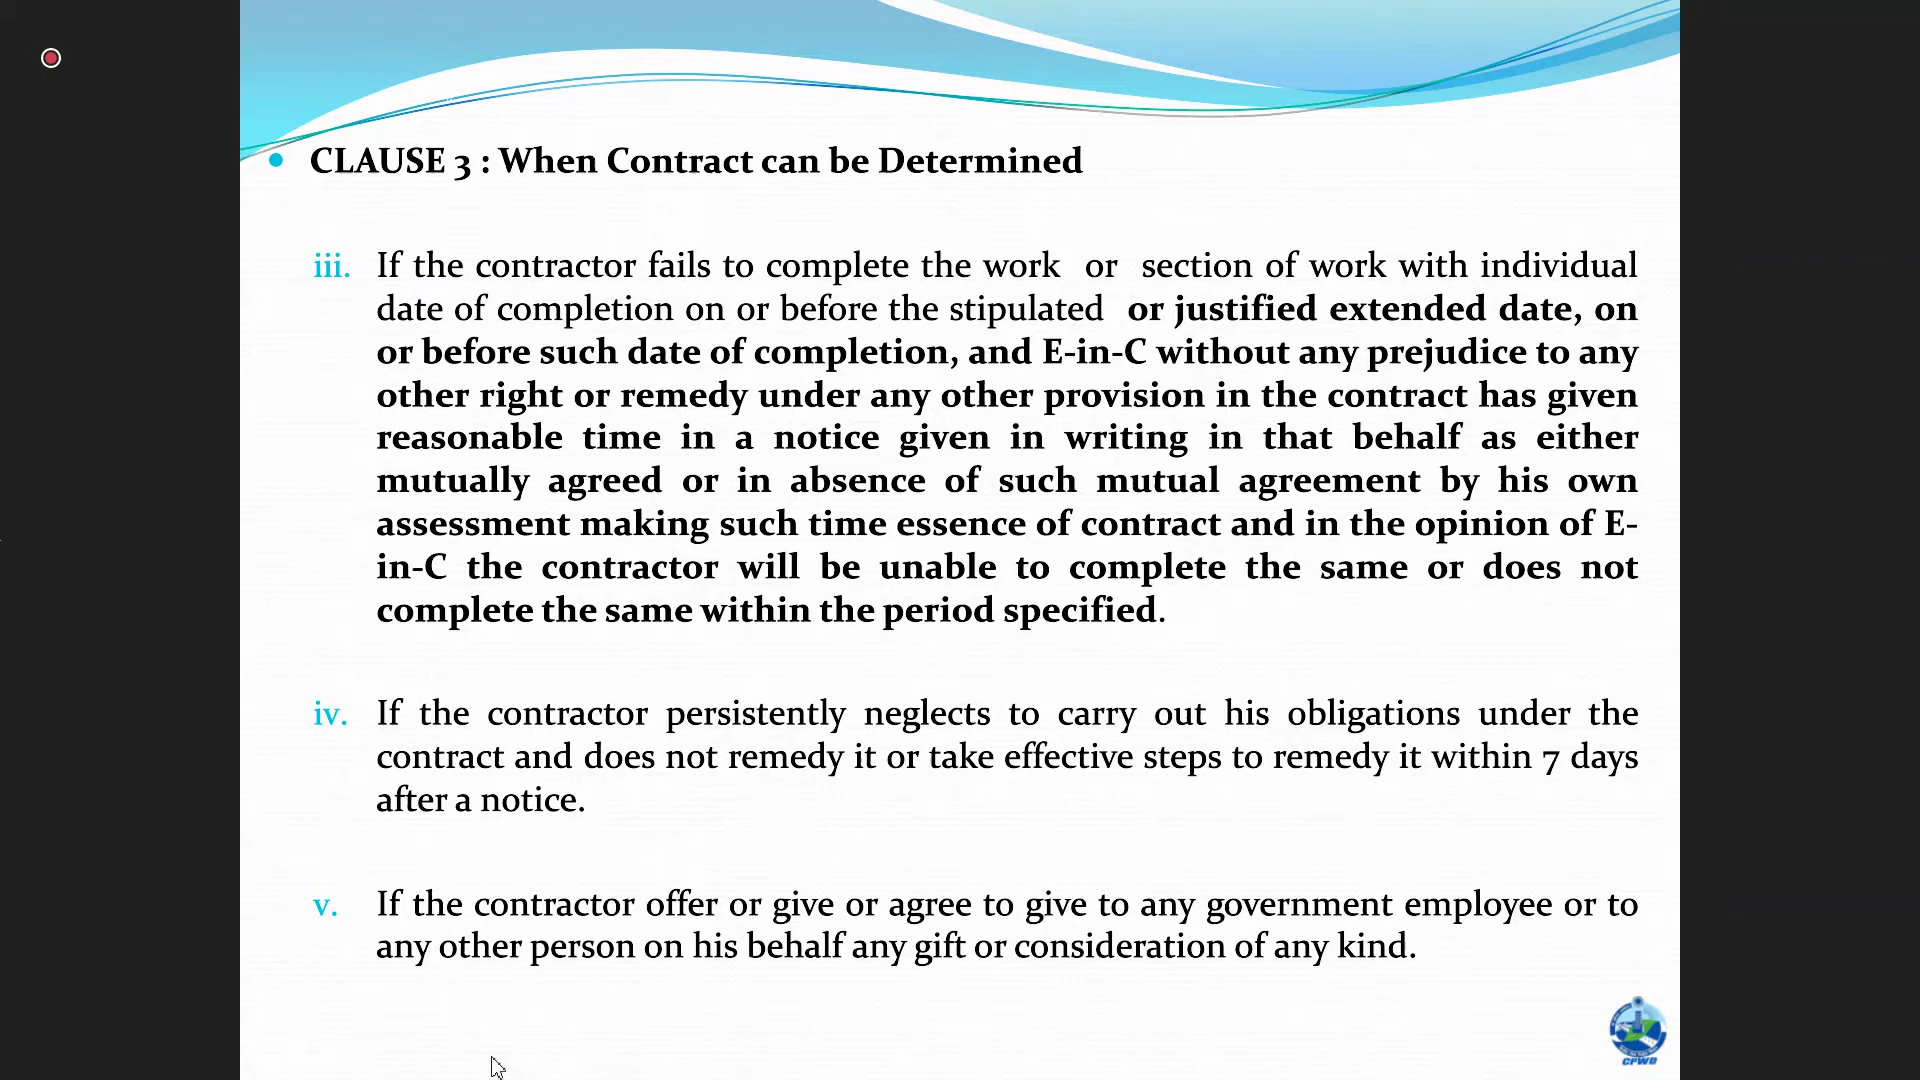 CLAUSE 3 : When Contract can be Determined
iii. If the contractor fails to complete the work or section of work with individual
date of completion on or before the stipulated or justified extended date, on
or before such date of completion, and E-in-C without any prejudice to any
other right or remedy under any other provision in the contract has given
reasonable time in a notice given in writing in that behalf as either
mutually agreed or in absence of such mutual agreement by his own
assessment making such time essence of contract and in the opinion of E-
in-C the contractor will be unable to complete the same or does not
complete the same within the period specified.
iv. If the contractor persistently neglects to carry out his obligations under the
contract and does not remedy it or take effective steps to remedy it within 7 days
after a notice.
v. If the contractor offer or give or agree to give to any government employee or to
any other person on his behalf any gift or consideration of any kind.
CPWD